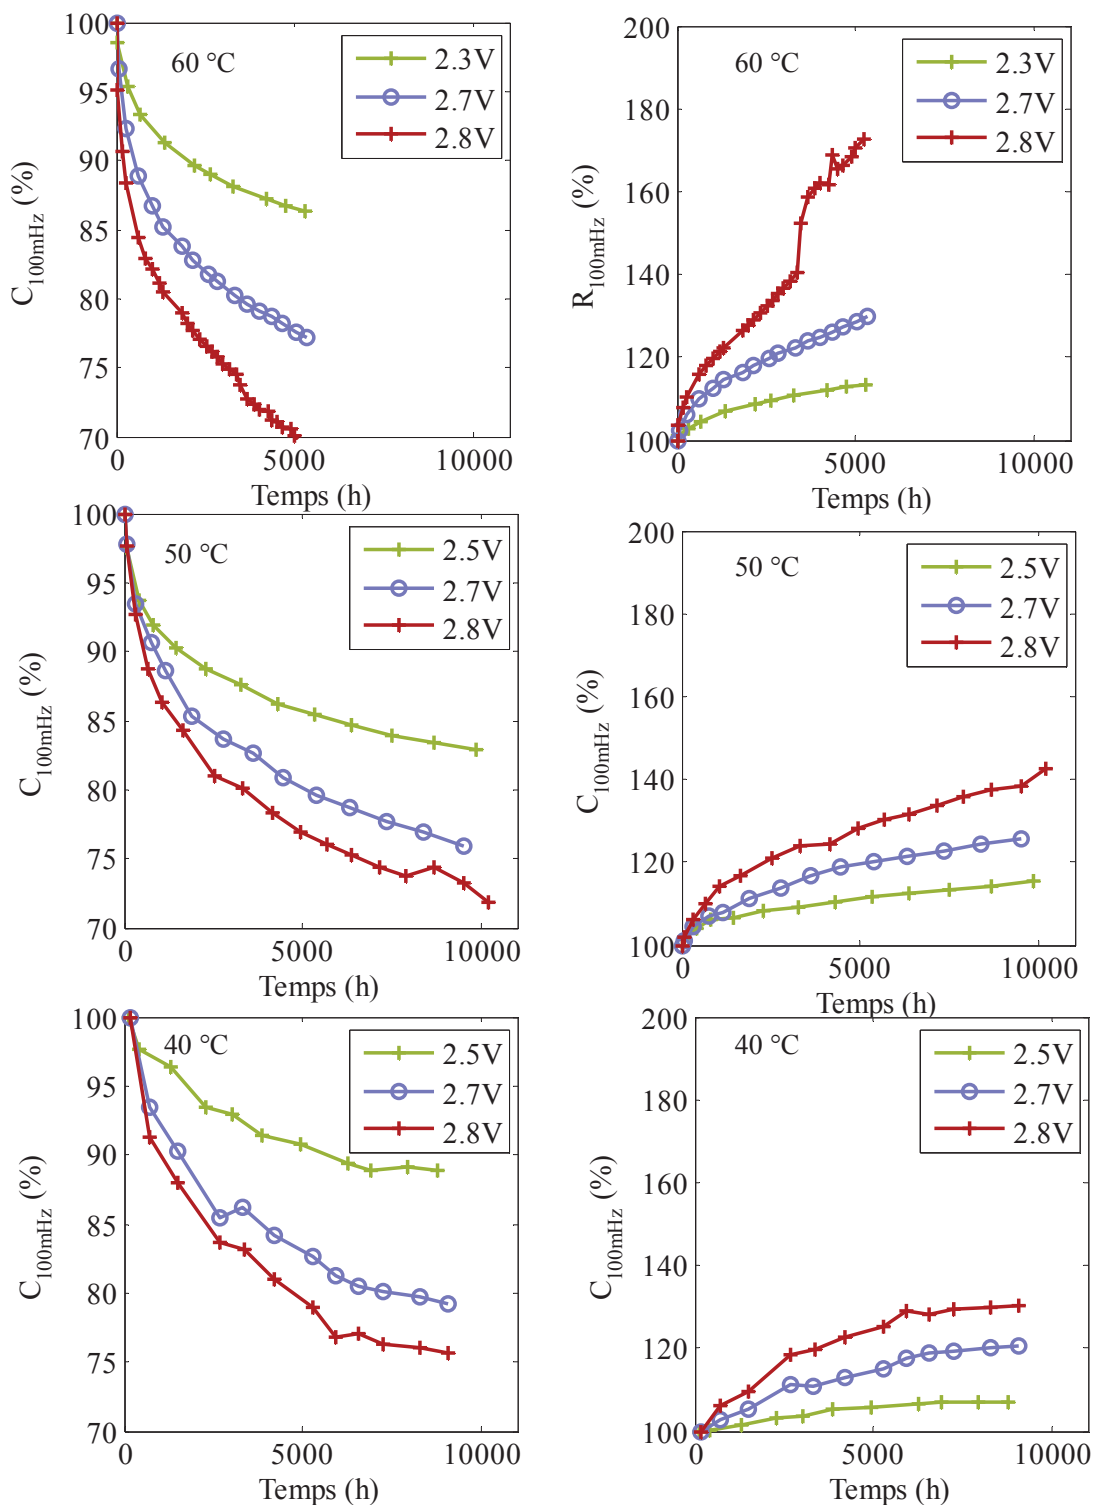 100
95
90
85
80
75
70
C100mHz (%)
60 °C
2.3V
2.7V
2.8V
0
5000
10000
Temps (h)
200
180
160
140
120
100
R100mHz (%)
60 °C
2.3V
2.7V
2.8V
0
5000
10000
Temps (h)
100
95
90
85
80
75
70
C100mHz (%)
50 °C
2.5V
2.7V
2.8V
0
5000
10000
Temps (h)
200
180
160
140
120
100
C100mHz (%)
50 °C
2.5V
2.7V
2.8V
0
5000
10000
Temps (h)
100
95
90
85
80
75
70
C100mHz (%)
40 °C
2.5V
2.7V
2.8V
0
5000
10000
Temps (h)
200
180
160
140
120
100
C100mHz (%)
40 °C
2.5V
2.7V
2.8V
0
5000
10000
Temps (h)